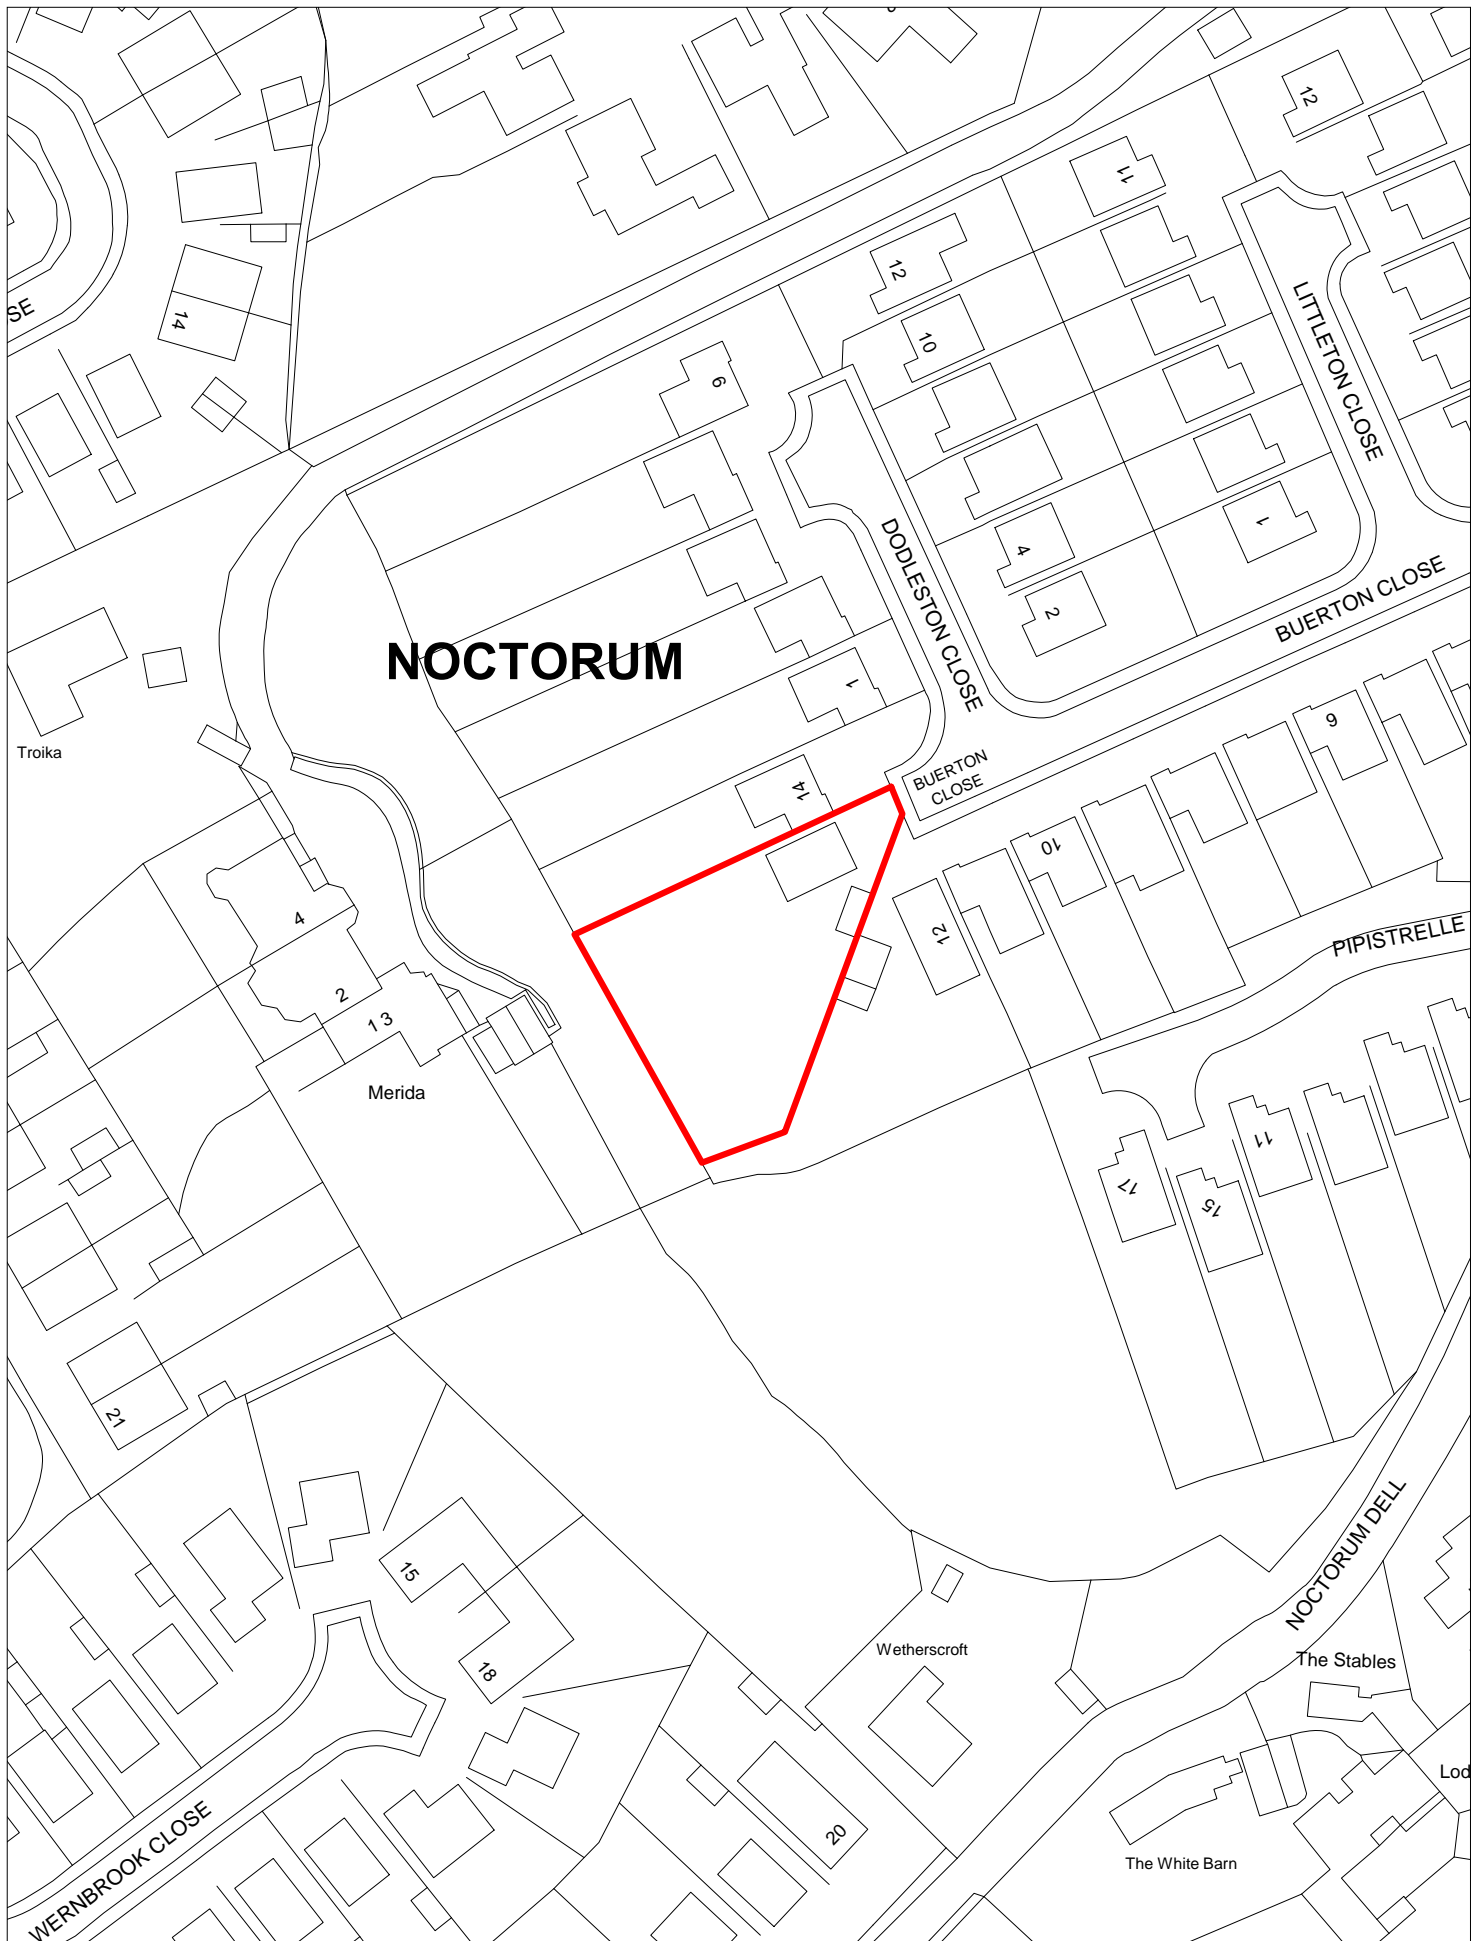 12
11
12
SE
14
10
6
LITTLETON CLOSE
4
1
DODLESTON CLOSE
2
BUERTON CLOSE
NOCTORUM
1
9
Troika
BUERTON
CLOSE
14
10
4
12
PIPISTRELLE
2
1 3
Merida
11
17
15
21
NOCTORUM DELL
15
18
Wetherscroft
The Stables
Lod
WERNBROOK CLOSE
20
The White Barn